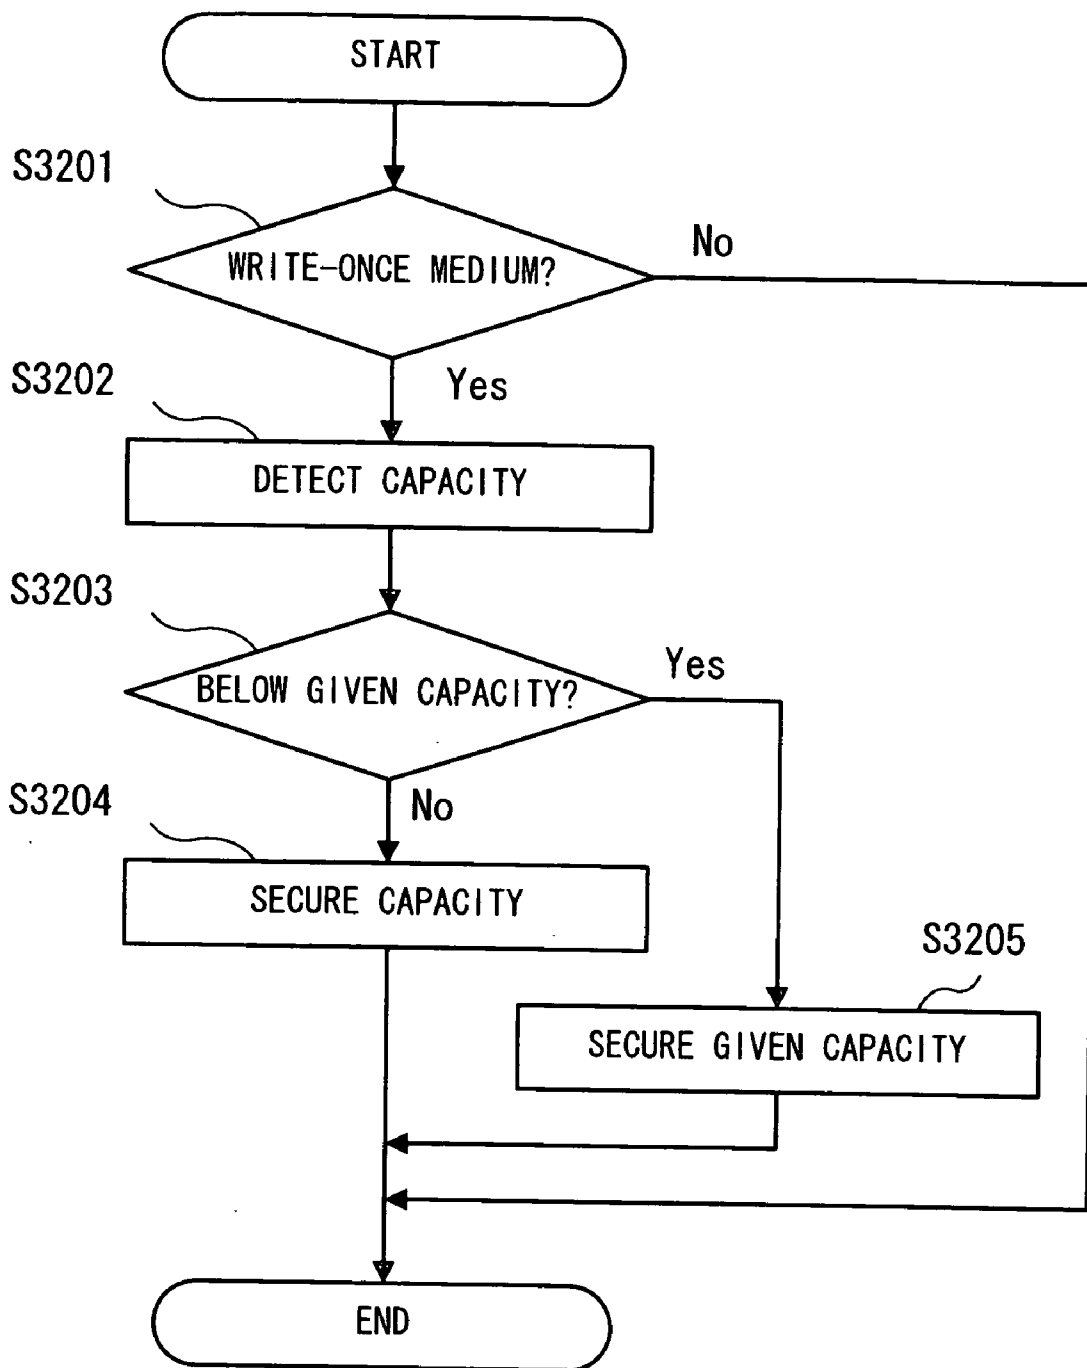 START
S3201
WRITE-ONCE MEDIUM?
No
Yes
S3202
DETECT CAPACITY
S3203
BELOW GIVEN CAPACITY?
Yes
No
S3204
SECURE CAPACITY
S3205
SECURE GIVEN CAPACITY
END